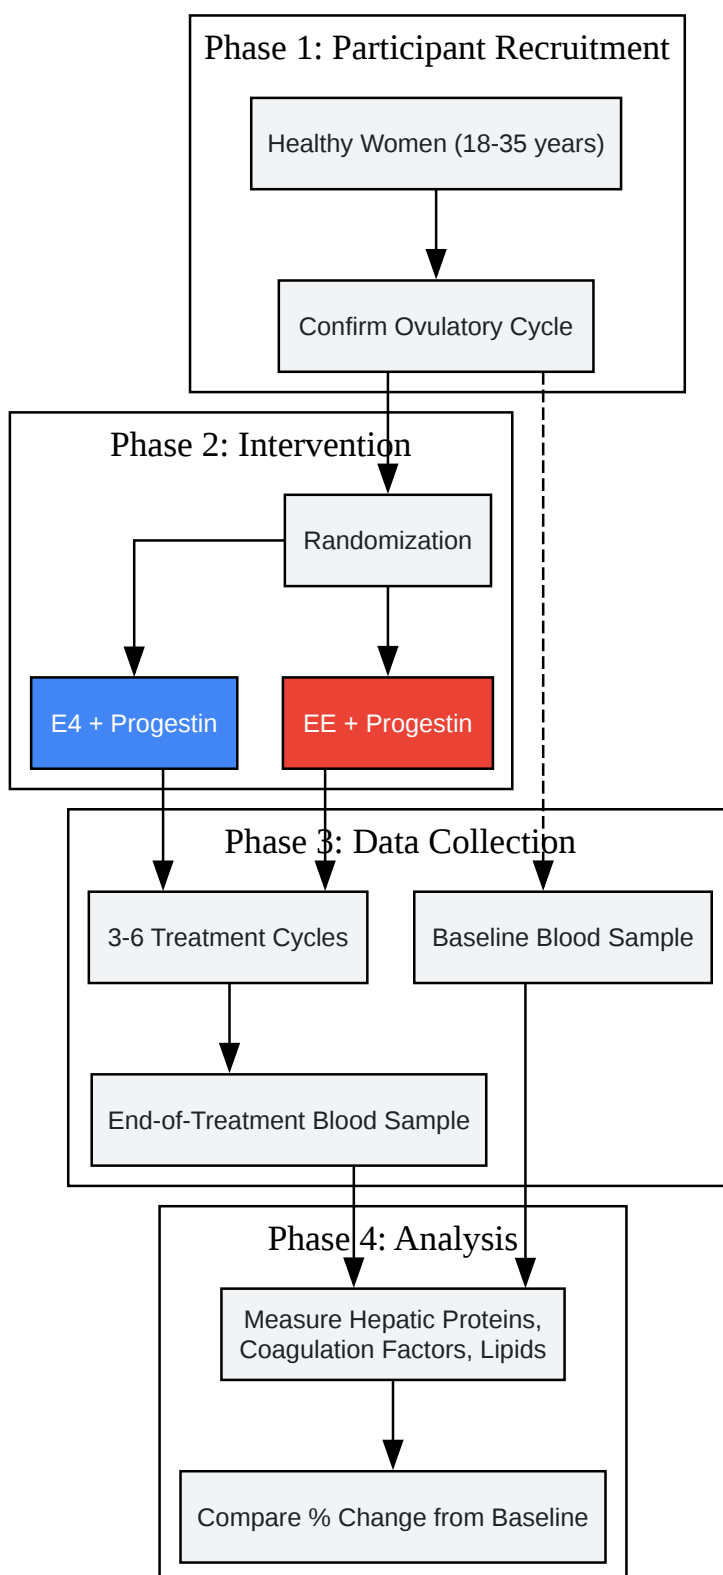 Phase 1: Participant Recruitment
Healthy Women (18-35 years)
Confirm Ovulatory Cycle
Phase 2: Intervention
Randomization
E4 + Progestin
EE + Progestin
Phase 3: Data Collection
3-6 Treatment Cycles
Baseline Blood Sample
End-of-Treatment Blood Sample
Phase 4: Analysis
Measure Hepatic Proteins,
Coagulation Factors, Lipids
Compare % Change from Baseline